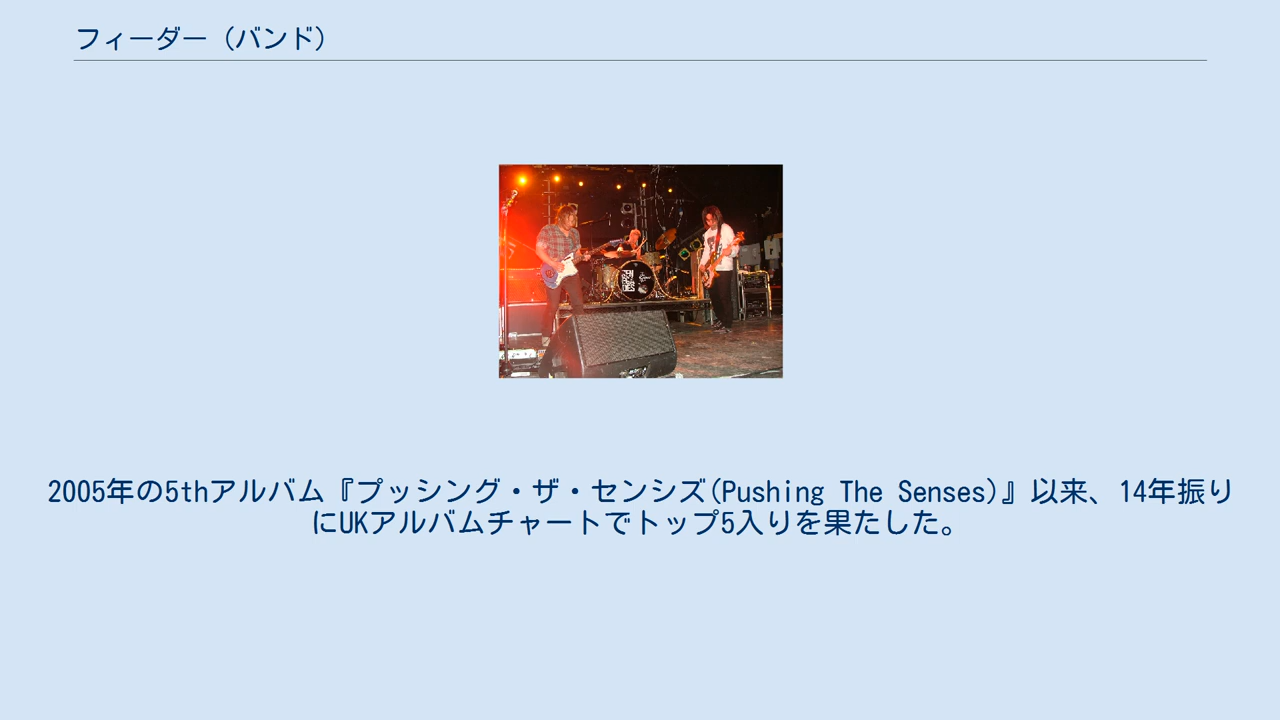 フィーダー（バンド）
2005年の5thアルバム『プッシング・ザ・センシズ(Pushing The Senses)』以来、14年振り
にUKアルバムチャートでトップ5入りを果たした。